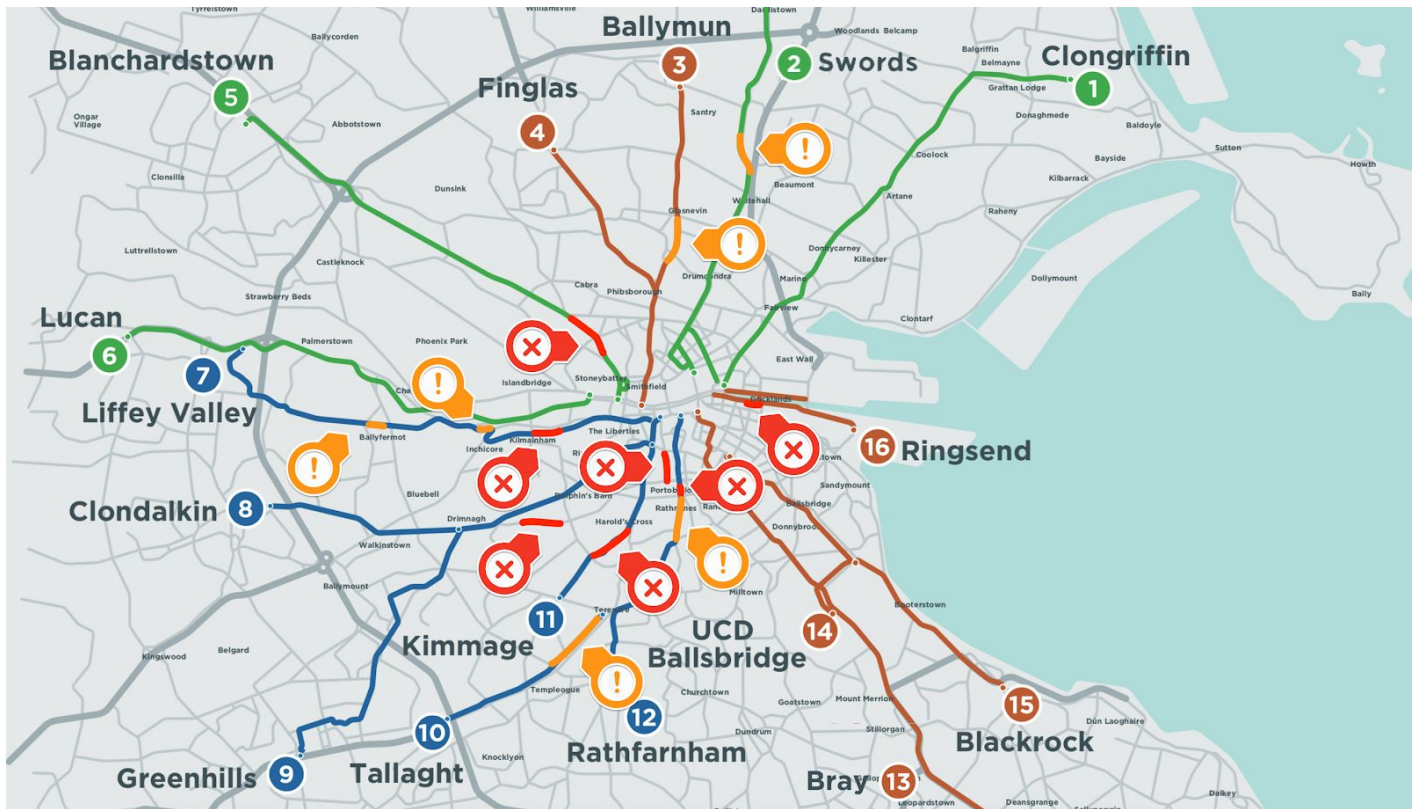 Tyrrelstown
Williamsville
Dardistown
Ballycorden
Ballymun
Woodlands Belcamp
Blanchardstown
3
2
Swords
Balgriffin
Clongriffin
Belmayne
Finglas
Grattan Lodge
1
5
Santry
Donaghmede
Ongar
Village
Abbotstown
4
Baldoyle
Sutton
Coolock
Bayside
Howth
Clonsilla
Dunsink
Beaumont
Kilbarrack
Artane
Whitehall
Glasnevin
Raheny
Luttrellstown
Donnycarney
Castleknock
Killester
Drumcondra
Marino
Dollymount
Cabra
Phibsborough
Strawberry Beds
Baily
Fairview
Clontarf
Lucan
Palmerstown
Phoenix Park
6
East Wall
7
Stoneybatter
Islandbridge
Smithfield
Docklands
Liffey Valley
Ballyfermot
The Liberties
Kilmainham
Inchicore
16
Ringsend
Sandymount
Bluebell
Portobello
Dolphin's Barn
Clondalkin
8
Rathmines
Ballsbridge
Drimnagh
Harold's Cross
Donnybrook
Walkinstown
Ballymount
Milltown
Booterstown
11
Terenure
Kimmage
UCD
Ballsbridge
14
Kingswood
Belgard
Templeogue
Churchtown
Goatstown
Mount Merrion
15
12
Dun Laoghaire
10
Stillorgan
Dundrum
Rathfarnham
Blackrock
Knocklyon
Greenhills
9
Tallaght
Bray
13
Leopardstown
Deansgrange
Dalkey